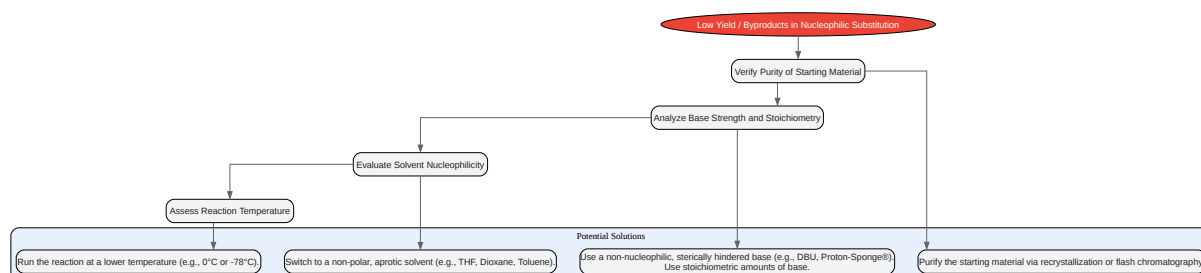 Low Yield / Byproducts in Nucleophilic Substitution
Verify Purity of Starting Material
Analyze Base Strength and Stoichiometry
Evaluate Solvent Nucleophilicity
Assess Reaction Temperature
Potential Solutions
Run the reaction at a lower temperature (e.g., 0°C or -78°C).
Switch to a non-polar, aprotic solvent (e.g., THF, Dioxane, Toluene).
Use a non-nucleophilic, sterically hindered base (e.g., DBU, Proton-Sponge®).
Use stoichiometric amounts of base.
Purify the starting material via recrystallization or flash chromatography